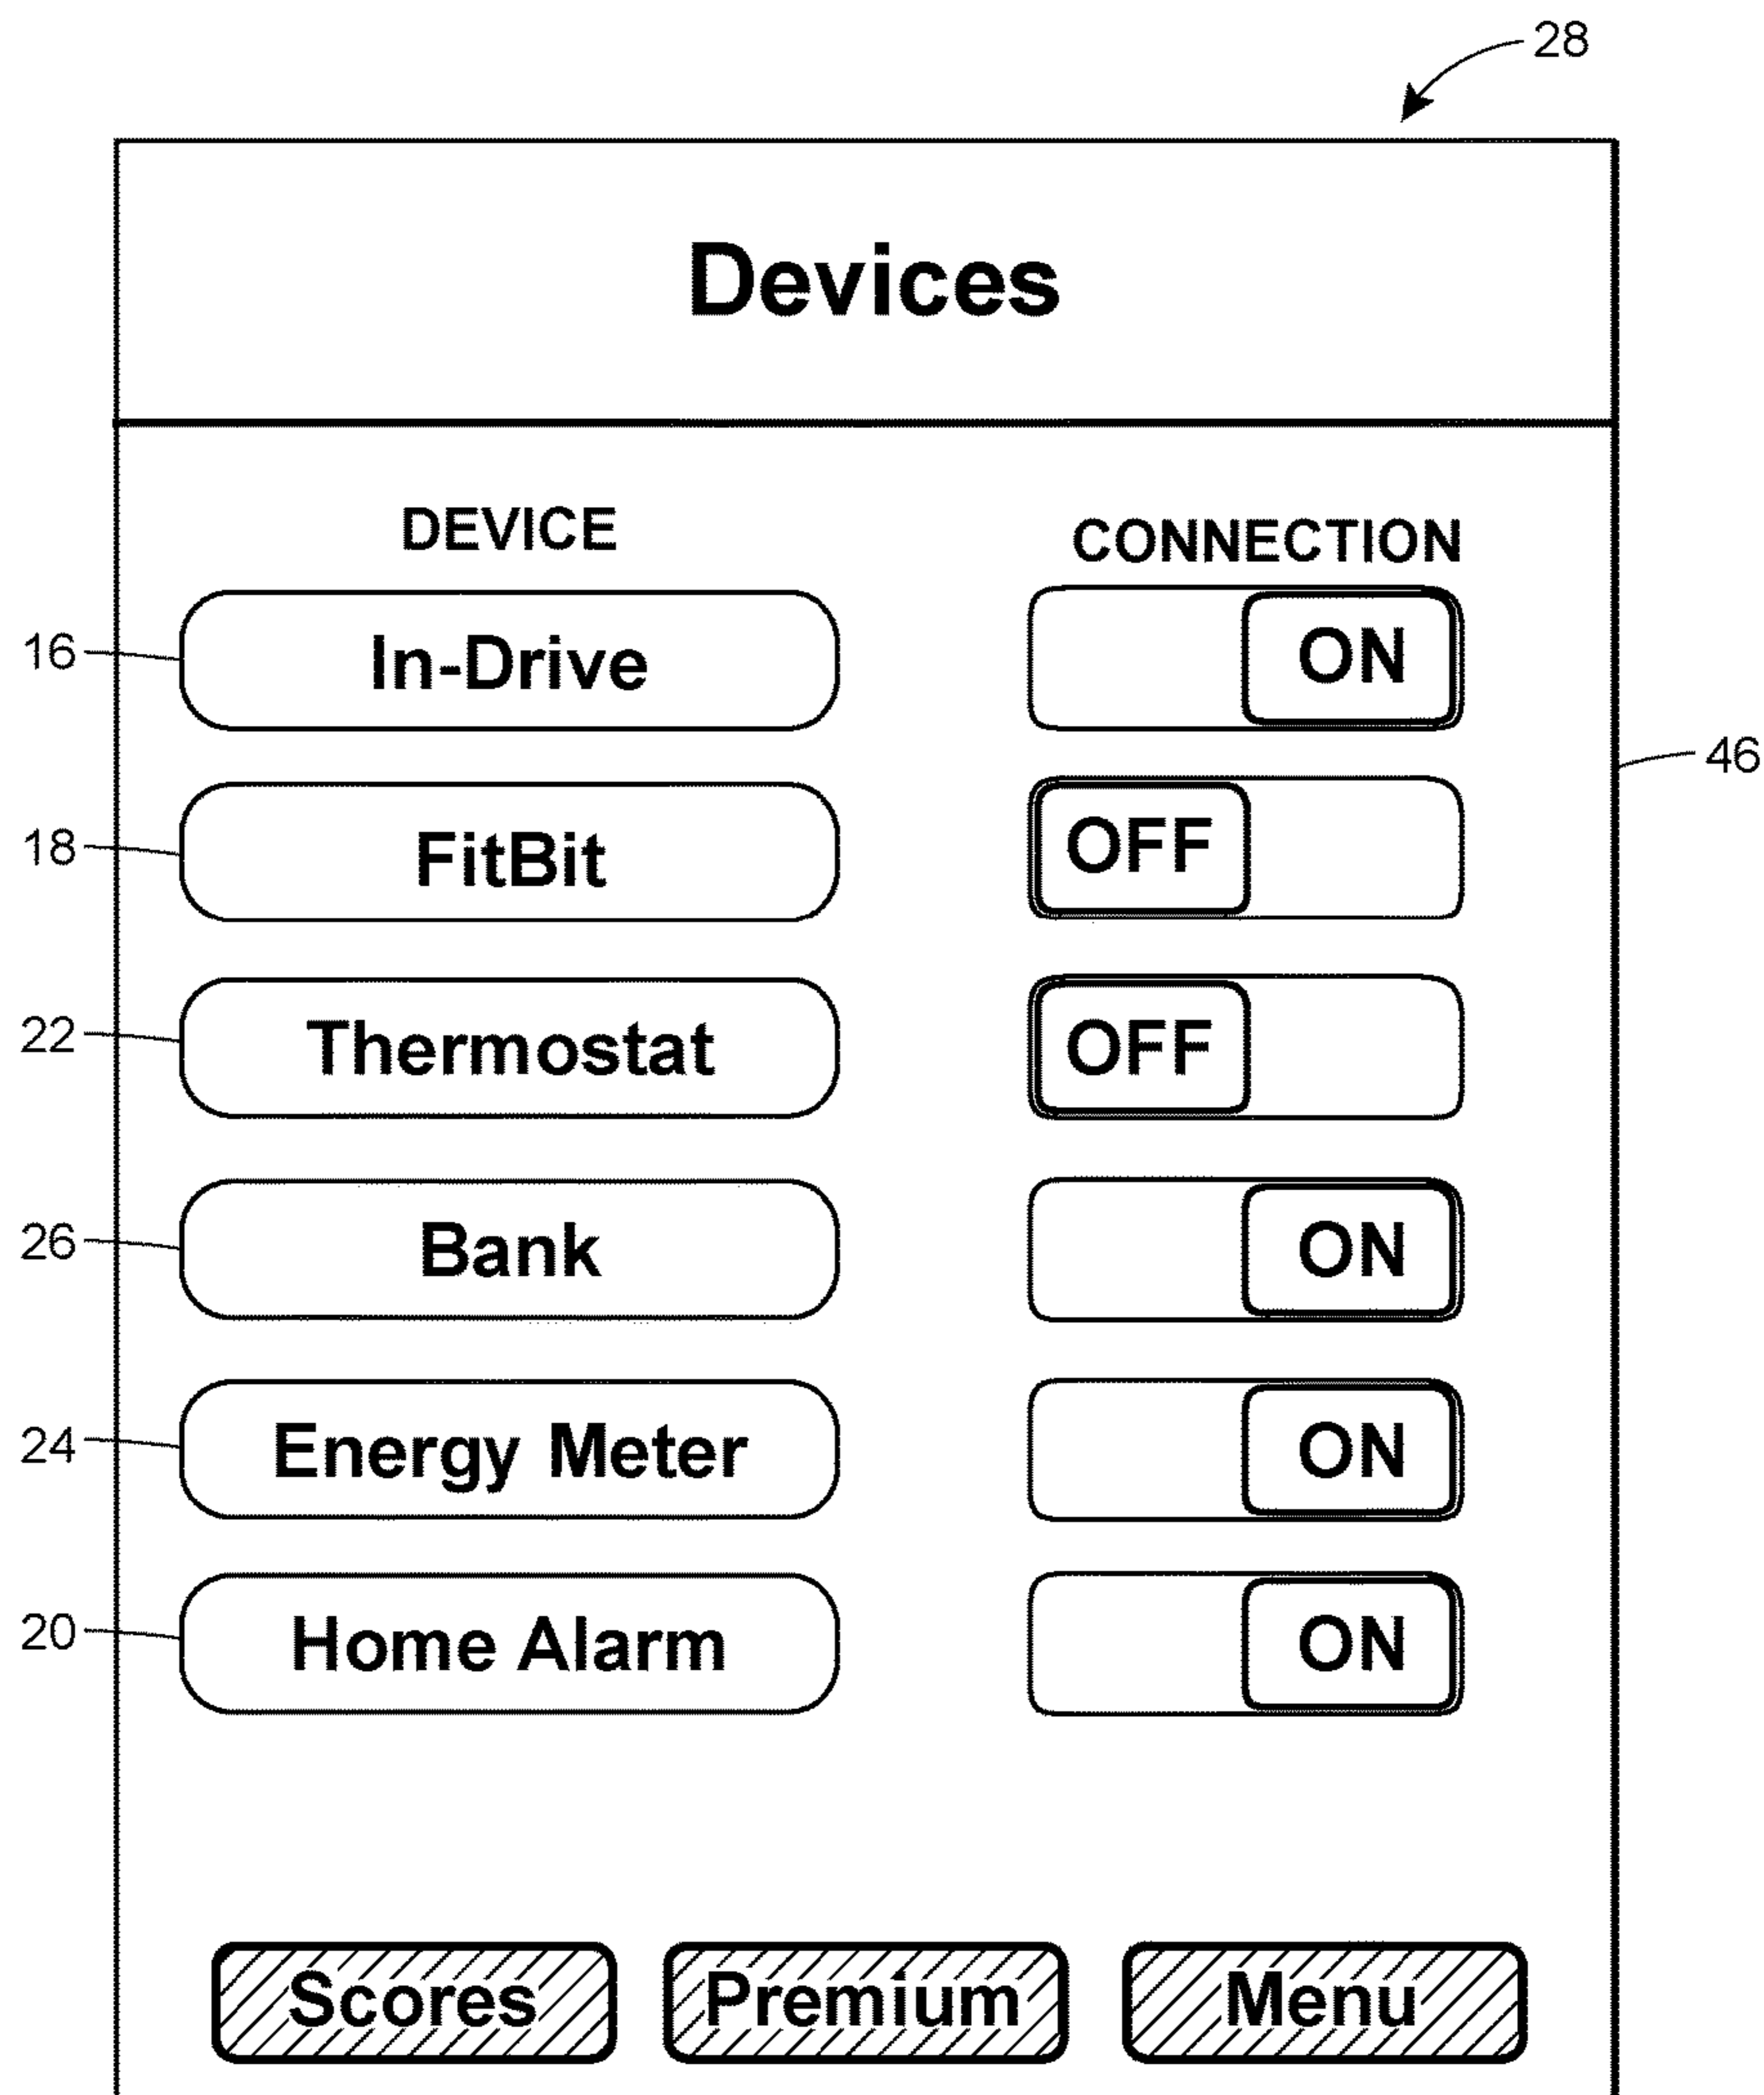 28
Devices
DEVICE CONNECTION
16 In-Drive ON
46
18 FitBit OFF
22 Thermostat OFF
26 Bank ON
24 Energy Meter ON
20 Home Alarm ON
Scores Premium Menu